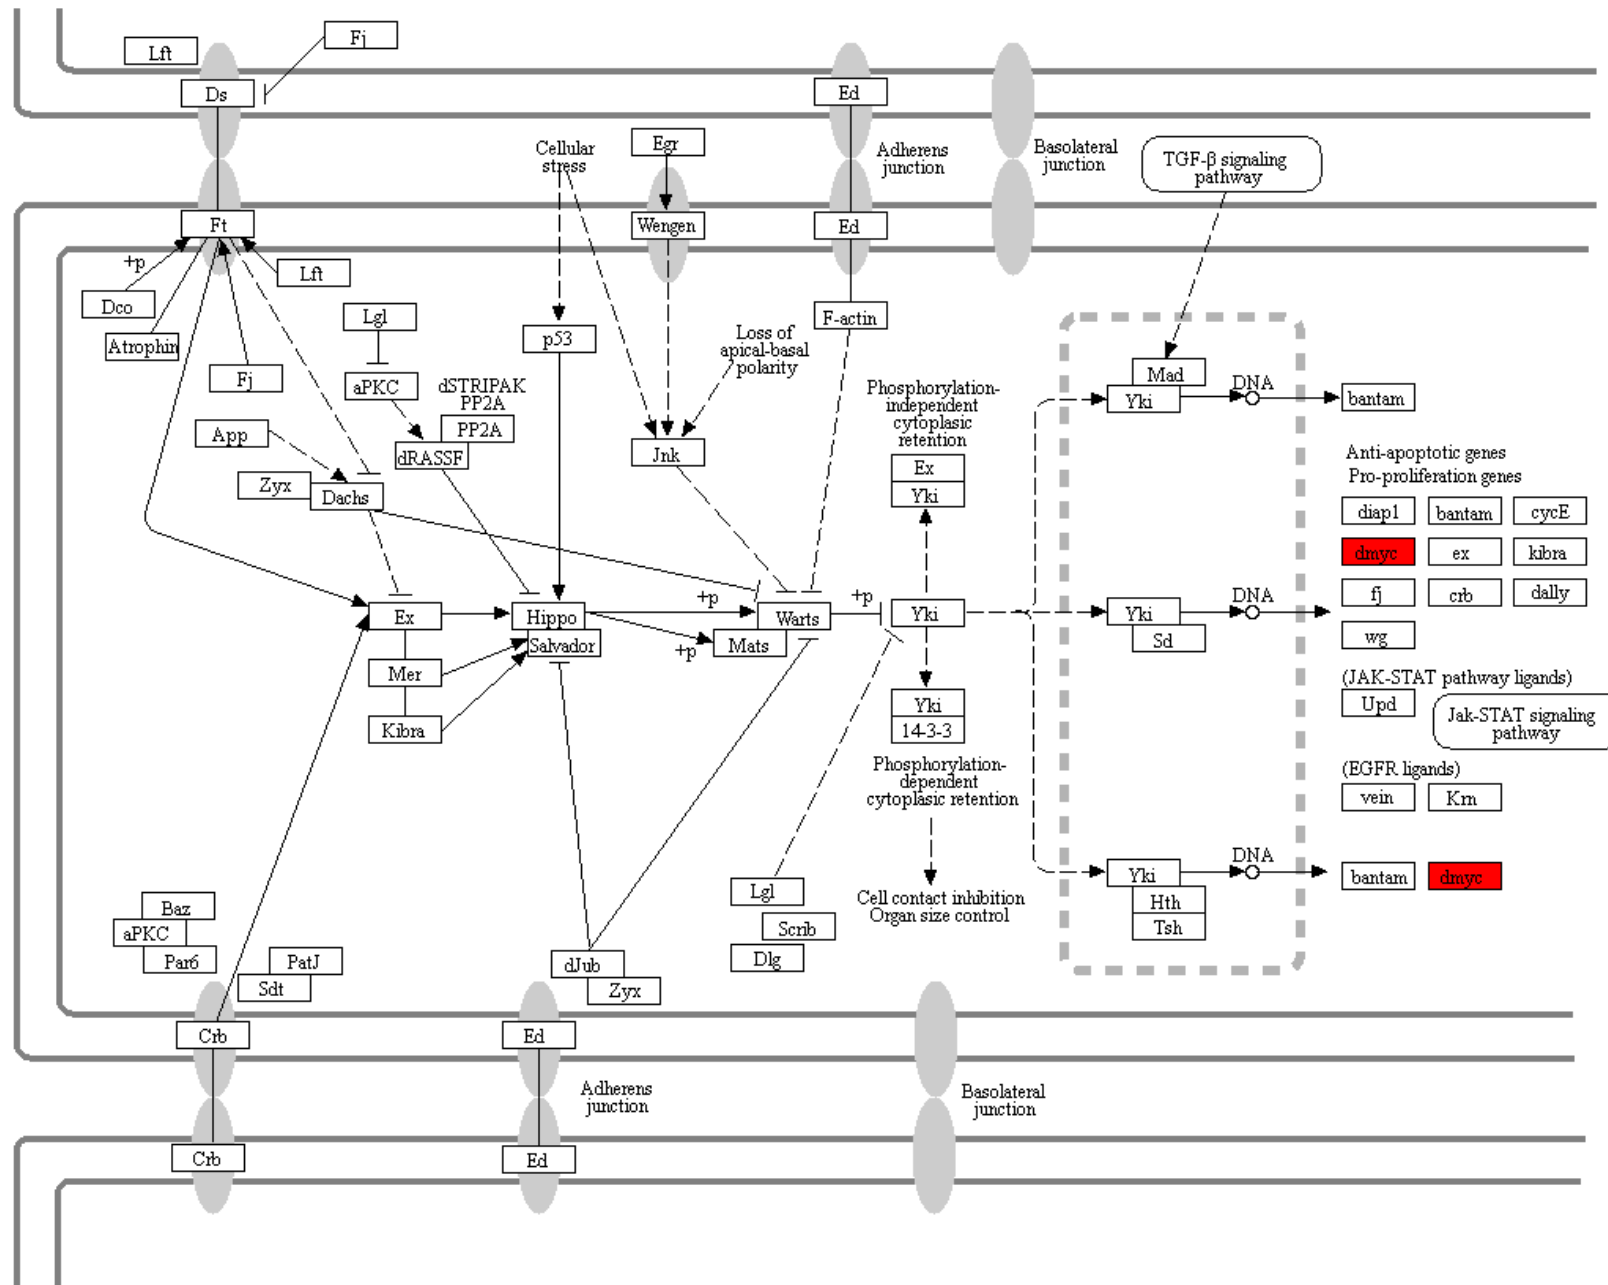 Lft
Fj
Ds
Ed
Cellular
stress
Egr
Adherens
junction
Basolateral
junction
TGF-β signaling
pathway
Ft
Wengen
Ed
+p
Lft
Dco
Atrophin
Fj
Lgl
p53
Loss of
apical-basal
polarity
F-actin
aPKC
dSTRIPAK
PP2A
PP2A
dRASSF
App
Zyx
Dachs
Jnk
Phosphorylation-
independent
cytoplasic
retention
Ex
Yki
Mad
Yki
DNA
bantam
Anti-apoptotic genes
Pro-proliferation genes
diap1
bantam
cycE
dmyc
ex
kibra
fj
crb
dally
wg
Ex
Hippo
Salvador
+p
+p
Warts
Mats
+p
Yki
Yki
Sd
DNA
Mer
Kibra
Yki
14-3-3
Phosphorylation-
dependent
cytoplasic retention
(JAK-STAT pathway ligands)
Upd
Jak-STAT signaling
pathway
(EGFR ligands)
vein
Krn
Cell contact inhibition
Organ size control
Yki
Hth
Tsh
DNA
bantam
dmyc
Lgl
Scrib
Dlg
Baz
aPKC
Par6
PatJ
Sdt
dJub
Zyx
Crb
Ed
Adherens
junction
Basolateral
junction
Crb
Ed